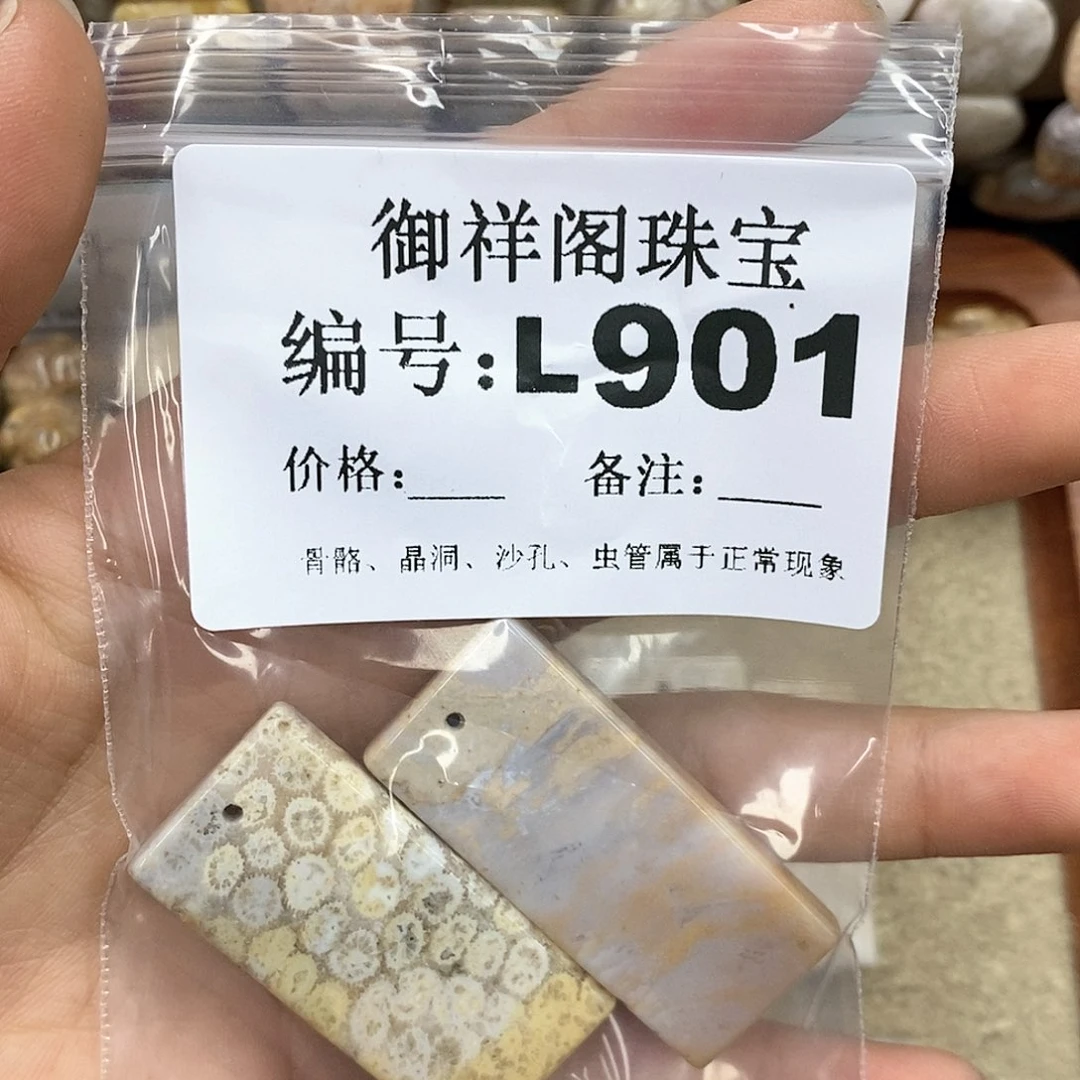 御祥阁珠宝
编号:L901
价格:____ 备注:____
骨骼、晶洞、沙孔、虫管属于正常现象